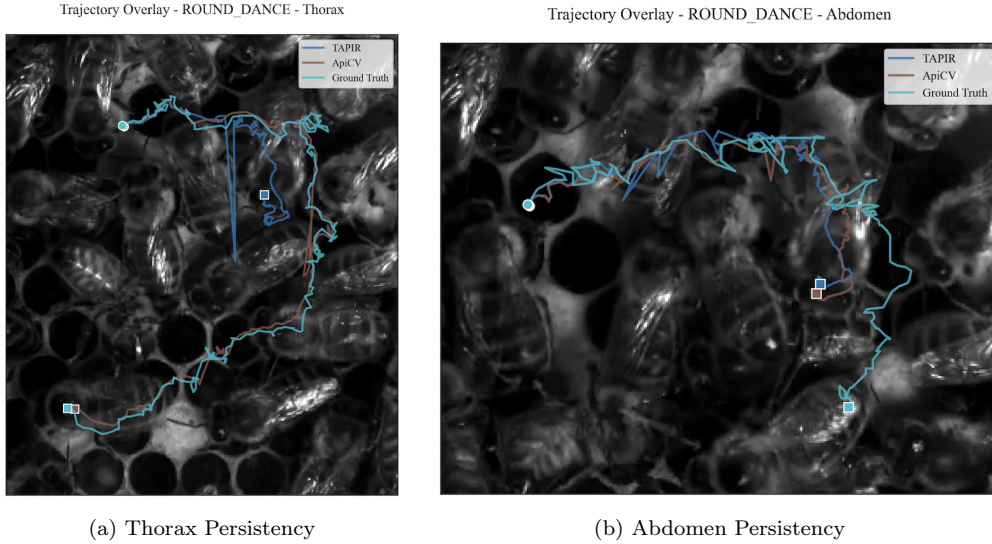 Trajectory Overlay - ROUND_DANCE - Thorax
TAPIR
ApiCV
Ground Truth
(a) Thorax Persistency
Trajectory Overlay - ROUND_DANCE - Abdomen
TAPIR
ApiCV
Ground Truth
(b) Abdomen Persistency